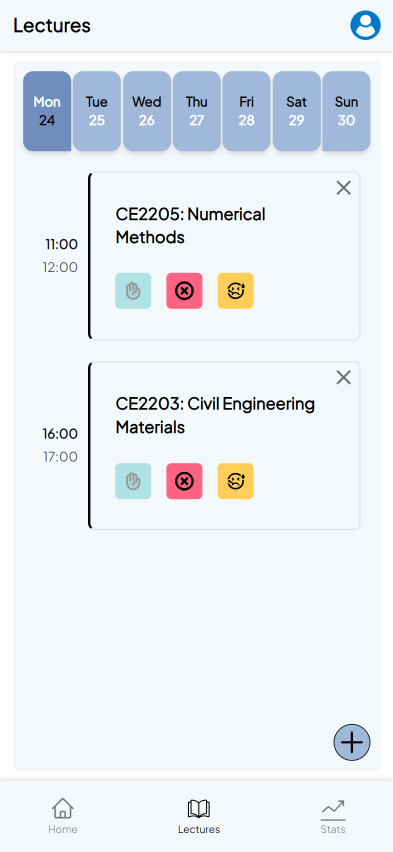 Lectures
Mon Tue Wed Thu Fri Sat Sun
24 25 26 27 28 29 30
11:00
12:00
CE2205: Numerical
Methods
16:00
17:00
CE2203: Civil Engineering
Materials
Home Lectures Stats